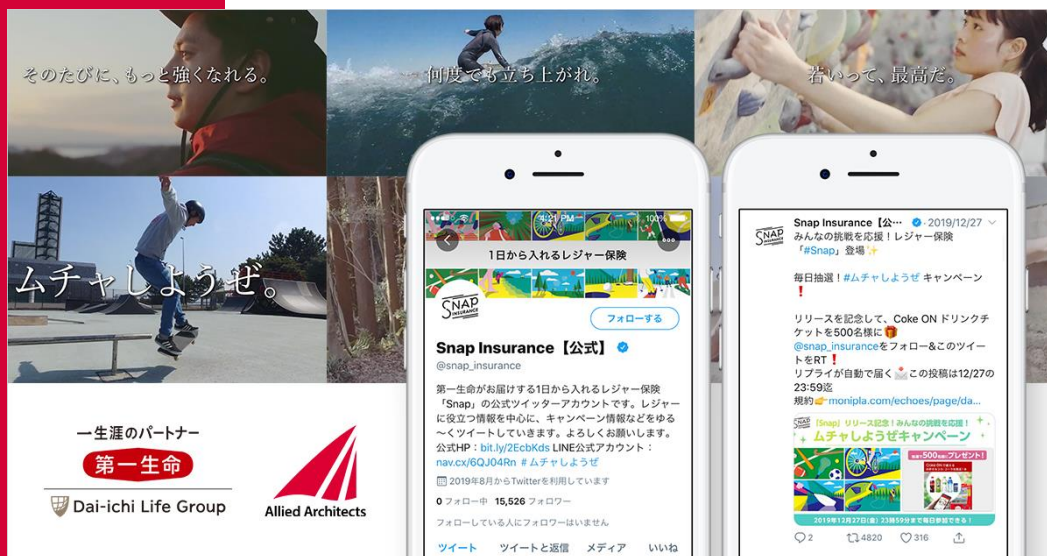 そのたびに、もっと強くなれる。
何度でも立ち上がれ。
若いって、最高だ。
ムチャしようぜ。
一生涯のパートナー
第一生命
Dai-ichi Life Group
Allied Architects
4:21 PM
100%
1日から入れるレジャー保険
SNAP
INSURANCE
フォローする
Snap Insurance【公式】
@snap_insurance
第一生命がお届けする1日から入れるレジャー保険
「Snap」の公式ツイッターアカウントです。レジャー
に役立つ情報を中心に、キャンペーン情報などをゆる
〜くツイートしていきます。よろしくお願いします。
公式HP：bit.ly/2EcbKds LINE公式アカウント：
nav.cx/6QJ04Rn #ムチャしようぜ
2019年8月からTwitterを利用しています
0 フォロー中 15,526 フォロワー
フォローしている人にフォロワーはいません
ツイート ツイートと返信 メディア いいね
SNAP
INSURANCE
Snap Insurance【公… ・2019/12/27
みんなの挑戦を応援！レジャー保険
「#Snap」登場✨
毎日抽選！#ムチャしようぜ キャンペーン
❗
リリースを記念して、Coke ON ドリンクチ
ケットを500名様に🎁
@snap_insuranceをフォロー&このツイー
トをRT❗
リプライが自動で届く📩この投稿は12/27の
23:59迄
規約👉monipla.com/echoes/page/da...
「Snap」リリース記念！みんなの挑戦を応援！
ムチャしようぜキャンペーン
500名様にプレゼント！
2019年12月27日(金) 23時59分まで毎日参加できる！
2 4820 316